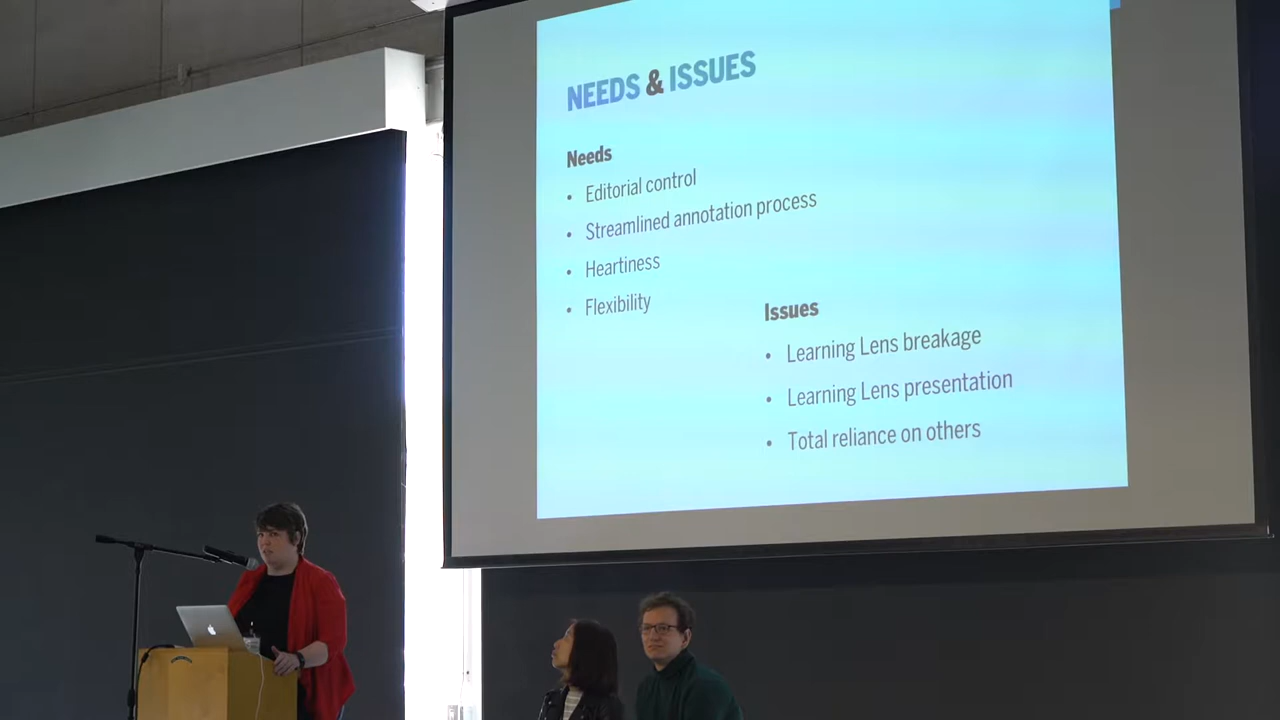 NEEDS & ISSUES
Needs
• Editorial control
• Streamlined annotation process
• Heartiness
• Flexibility
Issues
• Learning Lens breakage
• Learning Lens presentation
• Total reliance on others